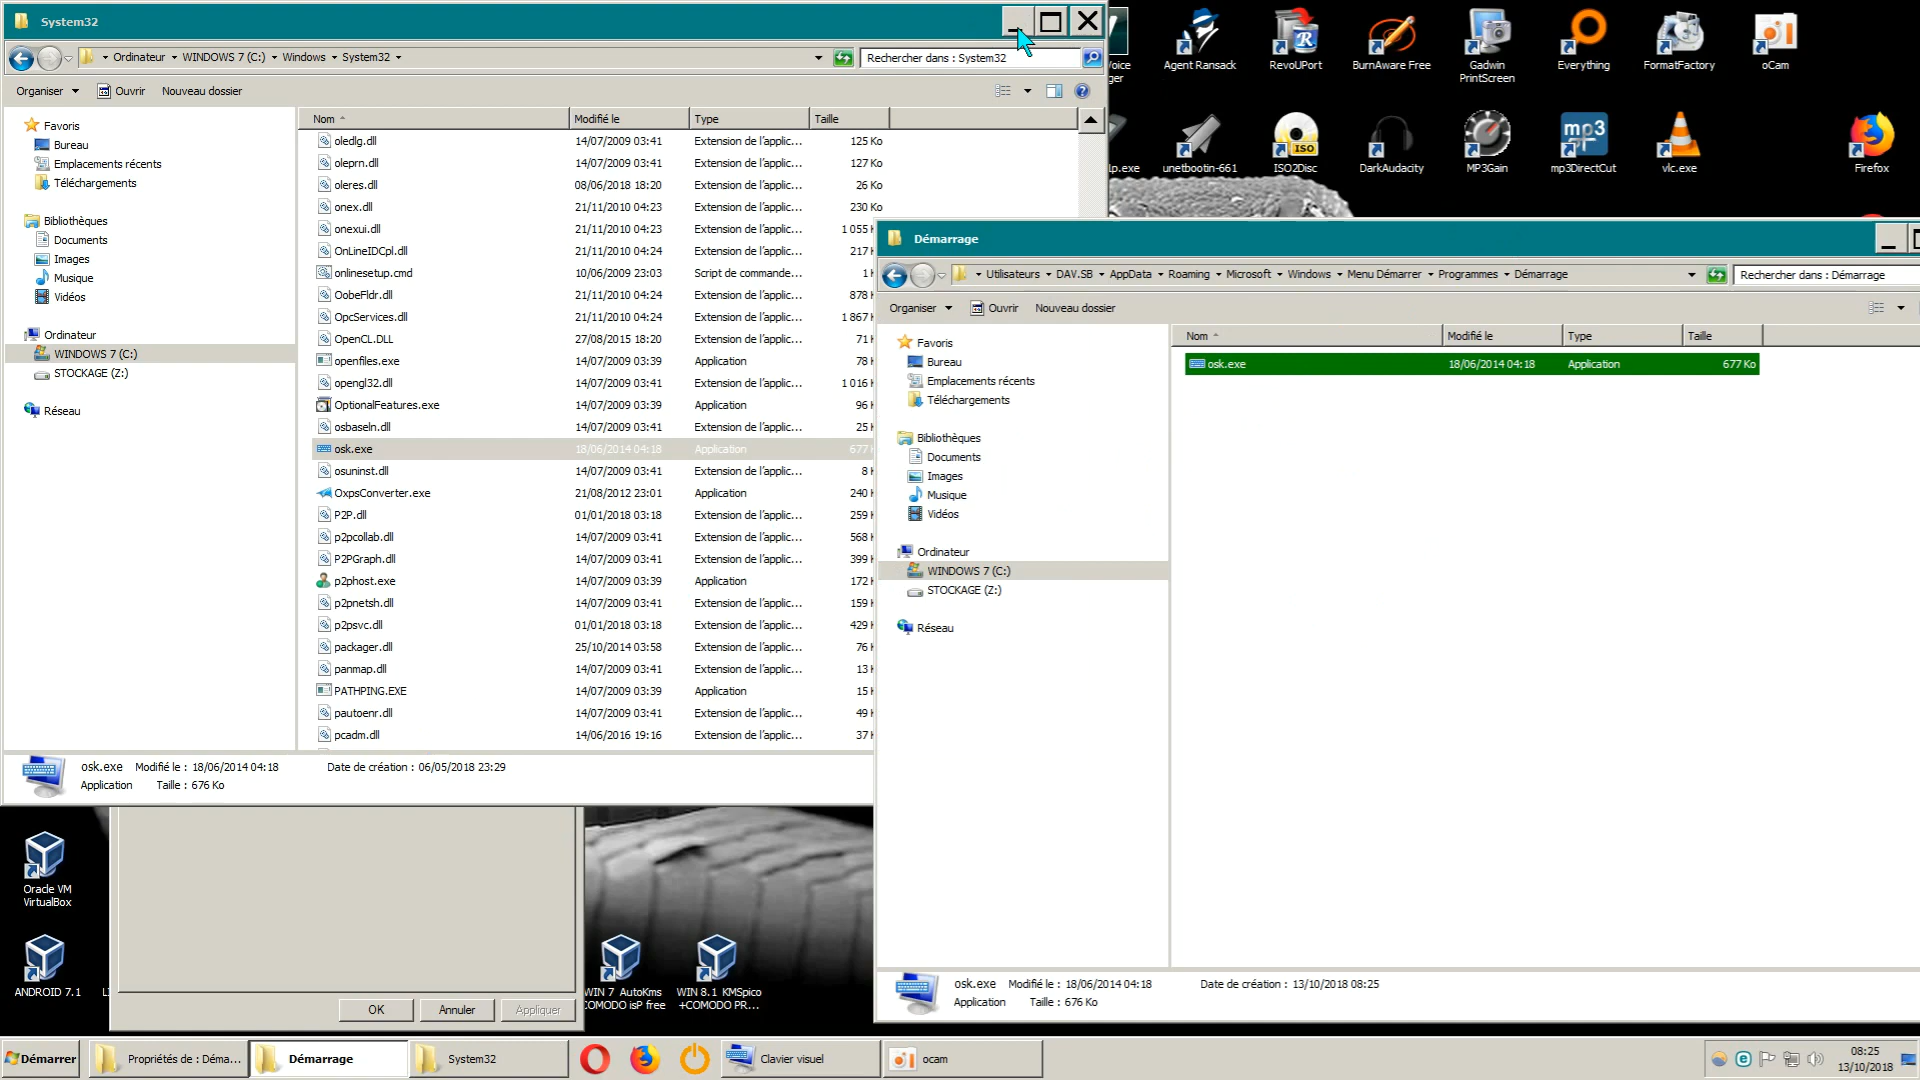 System32
Ordinateur WINDOWS 7 (C:) Windows System32
Rechercher dans : System32
Organiser Ouvrir Nouveau dossier
Nom Modifié le Type Taille
Favoris
Bureau
Emplacements récents
Téléchargements
Bibliothèques
Documents
Images
Musique
Vidéos
Ordinateur
WINDOWS 7 (C:)
STOCKAGE (Z:)
Réseau
oledlg.dll 14/07/2009 03:41 Extension de l'applic... 125 Ko
oleprn.dll 14/07/2009 03:41 Extension de l'applic... 127 Ko
oleres.dll 08/06/2018 18:20 Extension de l'applic... 26 Ko
onex.dll 21/11/2010 04:23 Extension de l'applic... 230 Ko
onexui.dll 21/11/2010 04:23 Extension de l'applic... 1 055
OnLineIDCpl.dll 21/11/2010 04:24 Extension de l'applic... 217
onlinesetup.cmd 10/06/2009 23:03 Script de commande... 1
OobeFldr.dll 21/11/2010 04:24 Extension de l'applic... 878
OpcServices.dll 21/11/2010 04:24 Extension de l'applic... 1 867
OpenCL.DLL 27/08/2015 18:20 Extension de l'applic... 71
openfiles.exe 14/07/2009 03:39 Application 78
opengl32.dll 14/07/2009 03:41 Extension de l'applic... 1 016
OptionalFeatures.exe 14/07/2009 03:39 Application 96
osbaseln.dll 14/07/2009 03:41 Extension de l'applic... 25
osk.exe 18/06/2014 04:18 Application 677
osuninst.dll 14/07/2009 03:41 Extension de l'applic... 8
OxpsConverter.exe 21/08/2012 23:01 Application 240
P2P.dll 01/01/2018 03:18 Extension de l'applic... 259
p2pcollab.dll 14/07/2009 03:41 Extension de l'applic... 568
P2PGraph.dll 14/07/2009 03:41 Extension de l'applic... 399
p2phost.exe 14/07/2009 03:39 Application 172
p2pnetsh.dll 14/07/2009 03:41 Extension de l'applic... 159
p2psvc.dll 01/01/2018 03:18 Extension de l'applic... 429
packager.dll 25/10/2014 03:58 Extension de l'applic... 76
panmap.dll 14/07/2009 03:41 Extension de l'applic... 13
PATHPING.EXE 14/07/2009 03:39 Application 15
pautoenr.dll 14/07/2009 03:41 Extension de l'applic... 49
pcadm.dll 14/06/2016 19:16 Extension de l'applic... 37
osk.exe Modifié le : 18/06/2014 04:18 Date de création : 06/05/2018 23:29
Application Taille : 676 Ko
Agent Ransack
RevoUPort
BurnAware Free
Gadwin
PrintScreen
Everything
FormatFactory
oCam
lp.exe
unetbootin-661
ISO2Disc
DarkAudacity
MP3Gain
mp3
mp3DirectCut
vlc.exe
Firefox
Démarrage
Utilisateurs DAV.SB AppData Roaming Microsoft Windows Menu Démarrer Programmes Démarrage
Rechercher dans : Démarrage
Organiser Ouvrir Nouveau dossier
Nom Modifié le Type Taille
osk.exe 18/06/2014 04:18 Application 677 Ko
Favoris
Bureau
Emplacements récents
Téléchargements
Bibliothèques
Documents
Images
Musique
Vidéos
Ordinateur
WINDOWS 7 (C:)
STOCKAGE (Z:)
Réseau
osk.exe Modifié le : 18/06/2014 04:18 Date de création : 13/10/2018 08:25
Application Taille : 676 Ko
Oracle VM
VirtualBox
ANDROID 7.1
WIN 7 AutoKms
COMODO isP free
WIN 8.1 KMSpico
+COMODO PR...
OK Annuler Appliquer
Démarrer Propriétés de : Déma... Démarrage System32 Clavier visuel ocam
08:25
13/10/2018